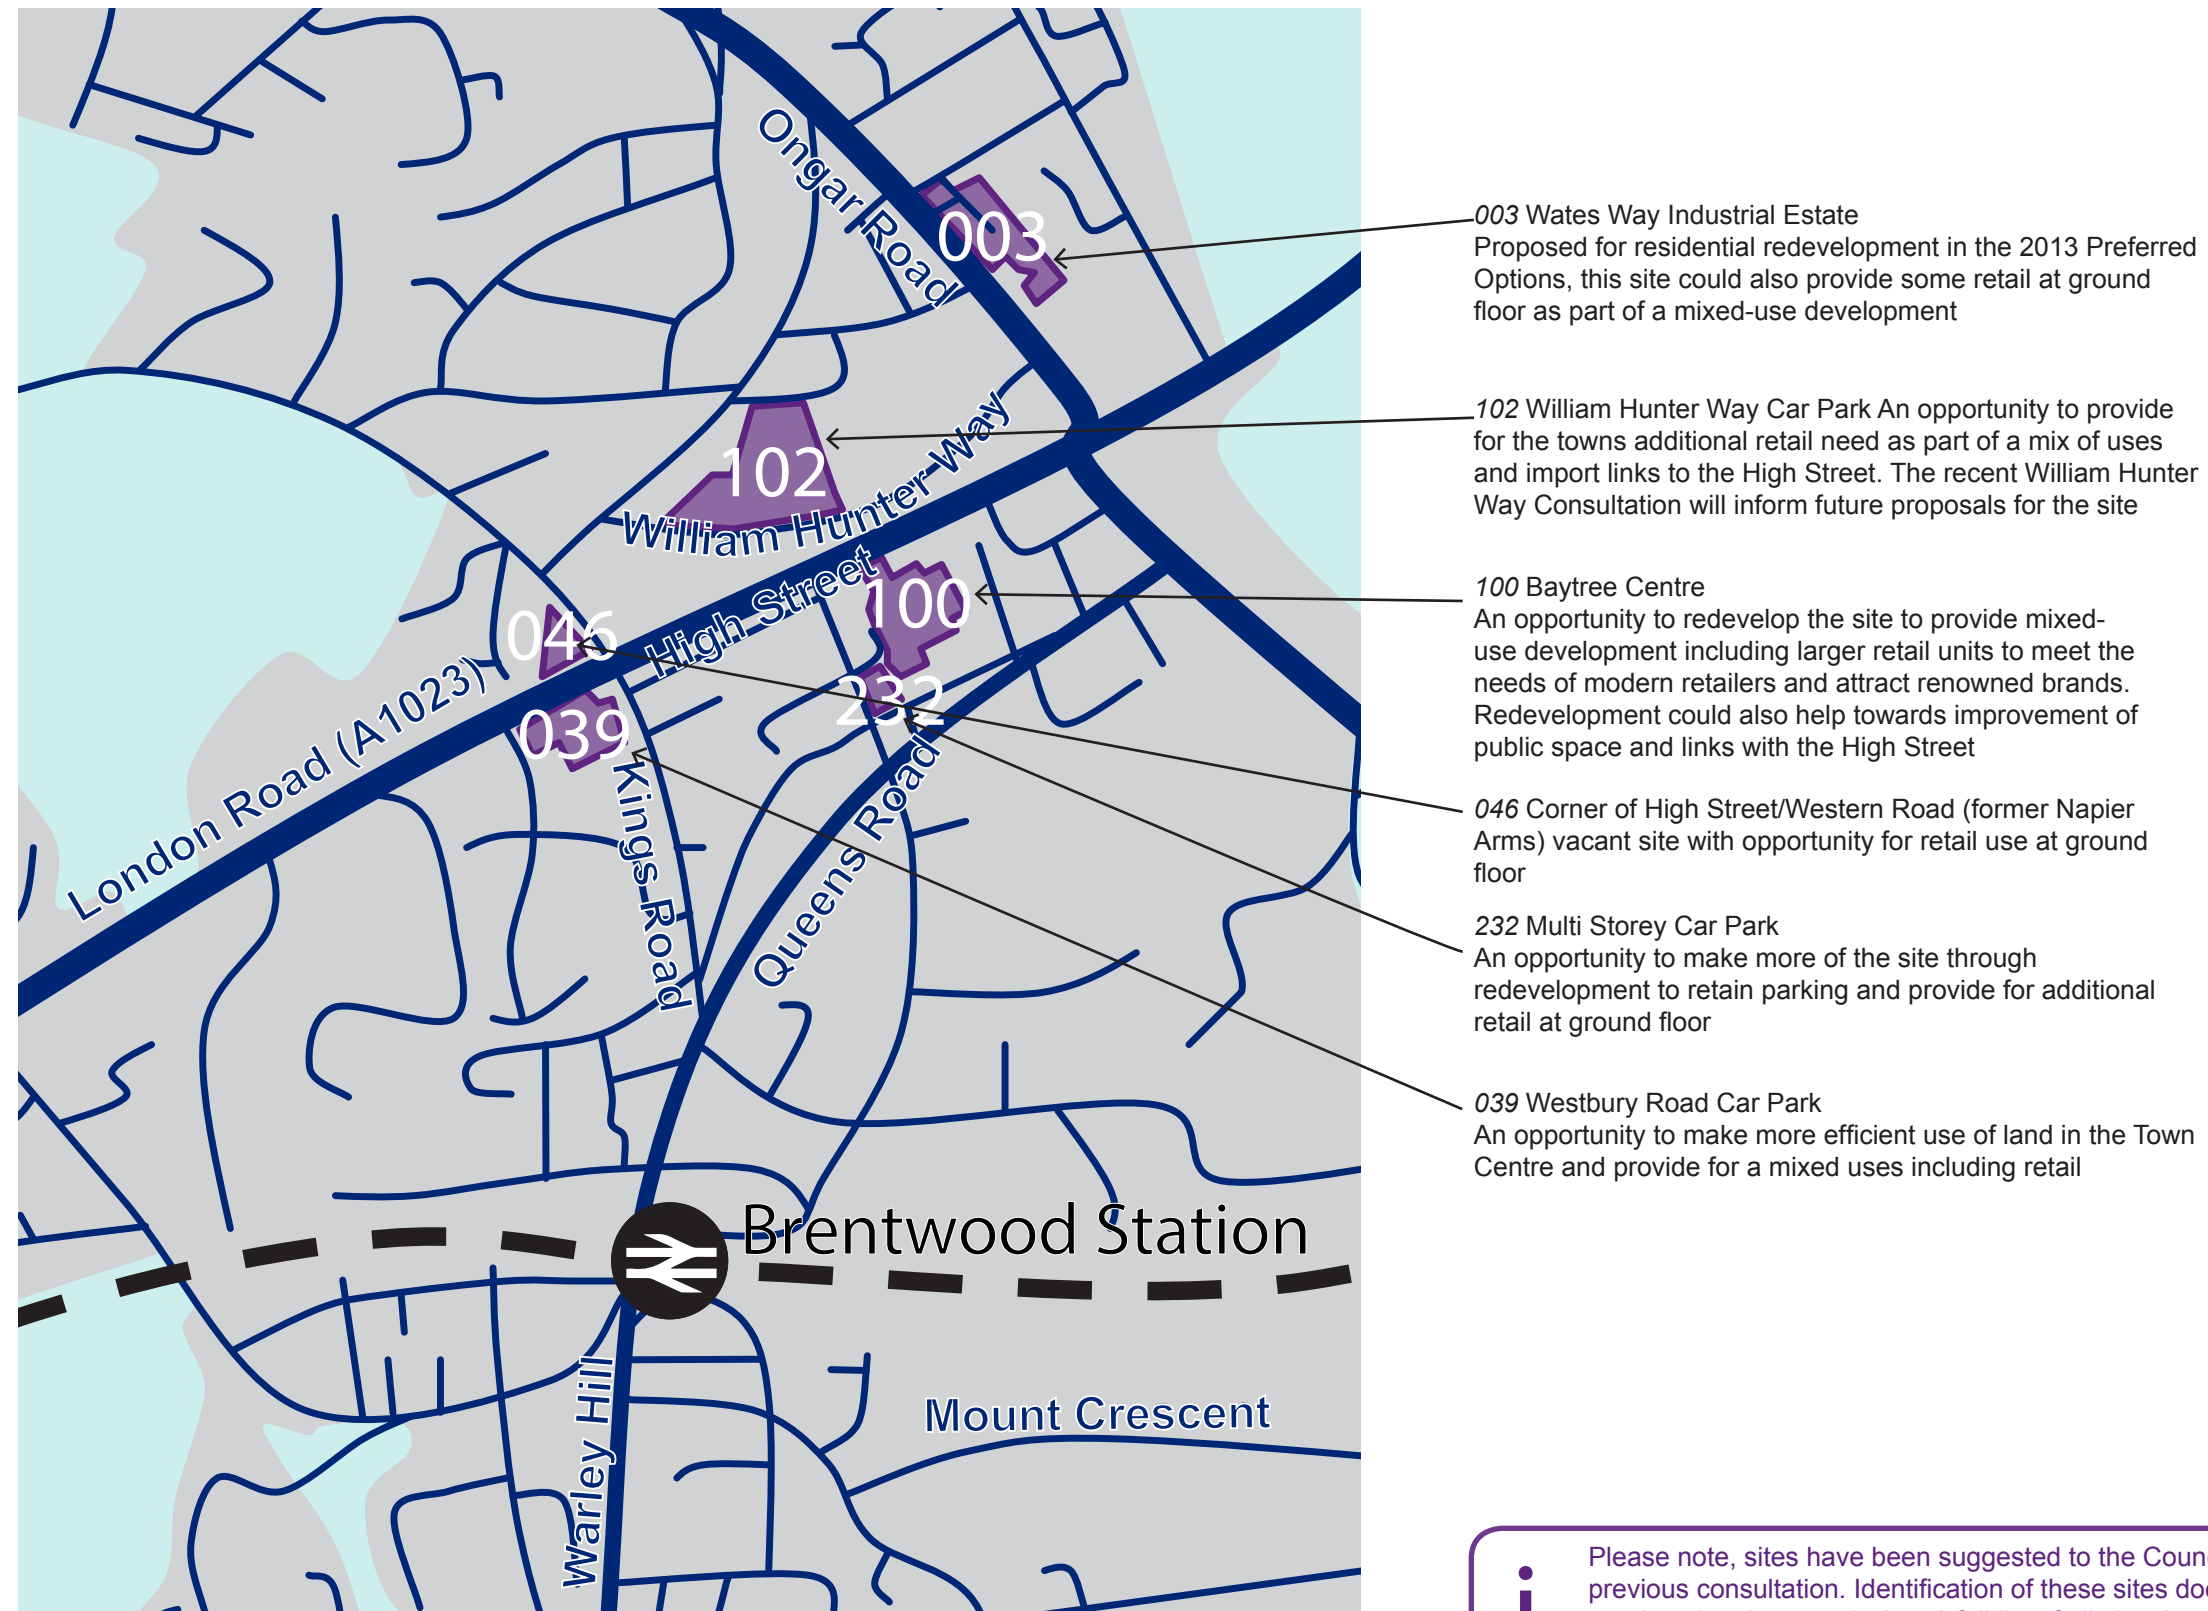 Ongar Road
003
102
William Hunter Way
High Street
100
046
232
039
London Road (A1023)
Kings Road
Queens Road
Brentwood Station
Warley Hill
Mount Crescent
003 Wates Way Industrial Estate
Proposed for residential redevelopment in the 2013 Preferred
Options, this site could also provide some retail at ground
floor as part of a mixed-use development
102 William Hunter Way Car Park An opportunity to provide
for the towns additional retail need as part of a mix of uses
and import links to the High Street. The recent William Hunter
Way Consultation will inform future proposals for the site
100 Baytree Centre
An opportunity to redevelop the site to provide mixed-
use development including larger retail units to meet the
needs of modern retailers and attract renowned brands.
Redevelopment could also help towards improvement of
public space and links with the High Street
046 Corner of High Street/Western Road (former Napier
Arms) vacant site with opportunity for retail use at ground
floor
232 Multi Storey Car Park
An opportunity to make more of the site through
redevelopment to retain parking and provide for additional
retail at ground floor
039 Westbury Road Car Park
An opportunity to make more efficient use of land in the Town
Centre and provide for a mixed uses including retail
i
Please note, sites have been suggested to the
previous consultation. Identification of these sites